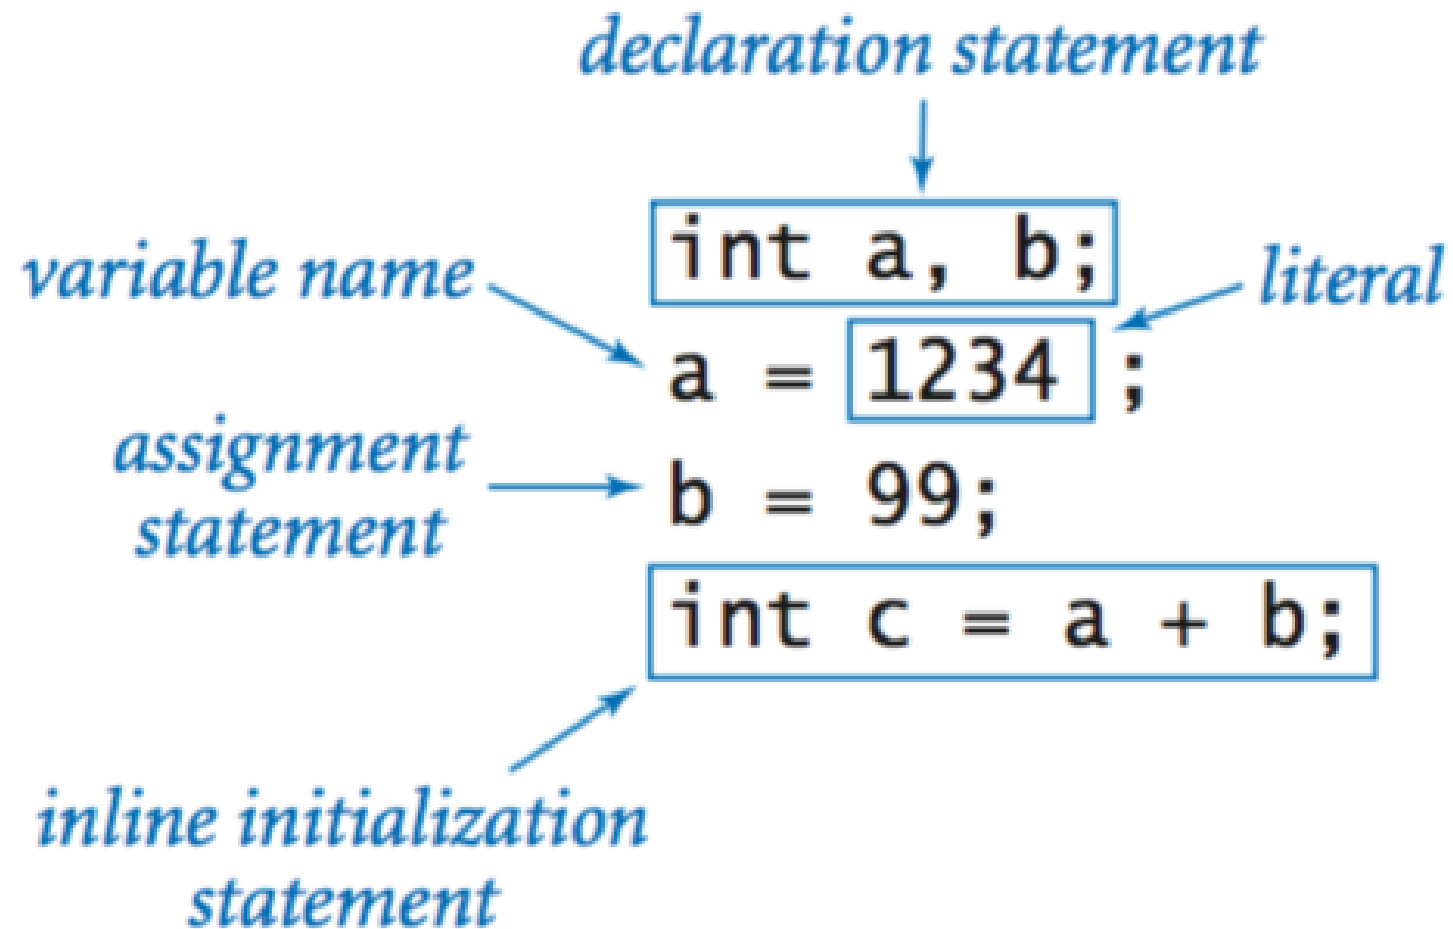 declaration statement
int a, b;
variable name
literal
a = 1234 ;
assignment
statement
b = 99;
int c = a + b;
inline initialization
statement